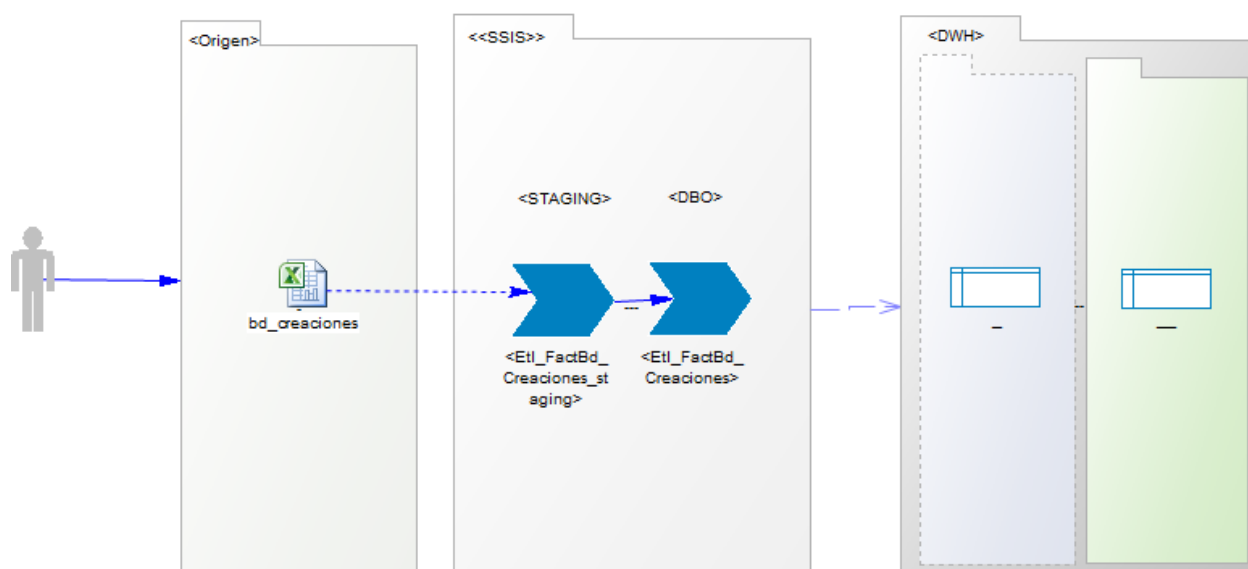 <Origen>
<<SSIS>>
<DWH>
<STAGING>
<DBO>
bd_creaciones
<Etl_FactBd_
Creaciones_st
aging>
<Etl_FactBd_
Creaciones>